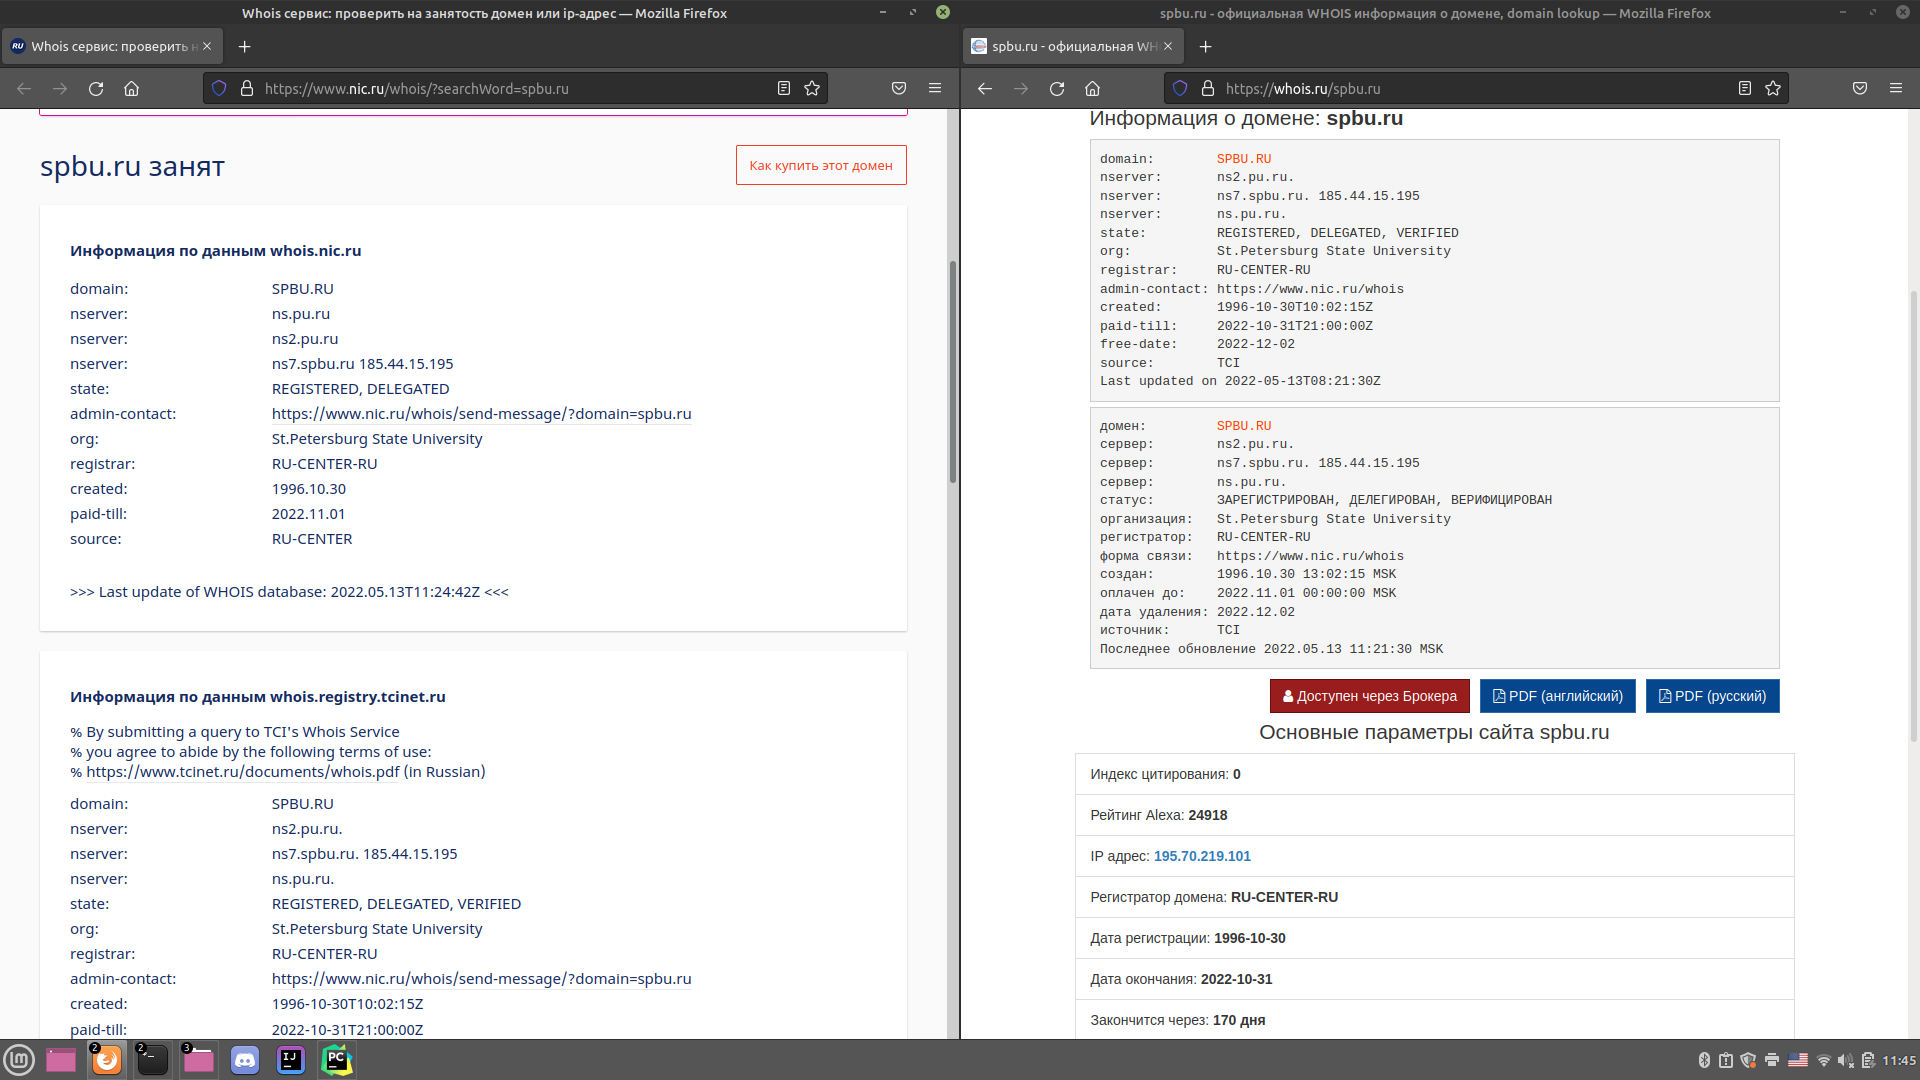 Whois сервис: проверить на занятость домен или ip-адрес — Mozilla Firefox
Whois сервис: проверить н
https://www.nic.ru/whois/?searchWord=spbu.ru
spbu.ru занят
Как купить этот домен
Информация по данным whois.nic.ru
domain: SPBU.RU
nserver: ns.pu.ru
nserver: ns2.pu.ru
nserver: ns7.spbu.ru 185.44.15.195
state: REGISTERED, DELEGATED
admin-contact: https://www.nic.ru/whois/send-message/?domain=spbu.ru
org: St.Petersburg State University
registrar: RU-CENTER-RU
created: 1996.10.30
paid-till: 2022.11.01
source: RU-CENTER
>>> Last update of WHOIS database: 2022.05.13T11:24:42Z <<<
Информация по данным whois.registry.tcinet.ru
% By submitting a query to TCI's Whois Service
% you agree to abide by the following terms of use:
% https://www.tcinet.ru/documents/whois.pdf (in Russian)
domain: SPBU.RU
nserver: ns2.pu.ru.
nserver: ns7.spbu.ru. 185.44.15.195
nserver: ns.pu.ru.
state: REGISTERED, DELEGATED, VERIFIED
org: St.Petersburg State University
registrar: RU-CENTER-RU
admin-contact: https://www.nic.ru/whois/send-message/?domain=spbu.ru
created: 1996-10-30T10:02:15Z
paid-till: 2022-10-31T21:00:00Z
spbu.ru - официальная WHOIS информация о домене, domain lookup — Mozilla Firefox
spbu.ru - официальная WH
https://whois.ru/spbu.ru
Информация о домене: spbu.ru
domain: SPBU.RU
nserver: ns2.pu.ru.
nserver: ns7.spbu.ru. 185.44.15.195
nserver: ns.pu.ru.
state: REGISTERED, DELEGATED, VERIFIED
org: St.Petersburg State University
registrar: RU-CENTER-RU
admin-contact: https://www.nic.ru/whois
created: 1996-10-30T10:02:15Z
paid-till: 2022-10-31T21:00:00Z
free-date: 2022-12-02
source: TCI
Last updated on 2022-05-13T08:21:30Z
домен: SPBU.RU
сервер: ns2.pu.ru.
сервер: ns7.spbu.ru. 185.44.15.195
сервер: ns.pu.ru.
статус: ЗАРЕГИСТРИРОВАН, ДЕЛЕГИРОВАН, ВЕРИФИЦИРОВАН
организация: St.Petersburg State University
регистратор: RU-CENTER-RU
форма связи: https://www.nic.ru/whois
создан: 1996.10.30 13:02:15 MSK
оплачен до: 2022.11.01 00:00:00 MSK
дата удаления: 2022.12.02
источник: TCI
Последнее обновление 2022.05.13 11:21:30 MSK
Доступен через Брокера
PDF (английский)
PDF (русский)
Основные параметры сайта spbu.ru
Индекс цитирования: 0
Рейтинг Alexa: 24918
IP адрес: 195.70.219.101
Регистратор домена: RU-CENTER-RU
Дата регистрации: 1996-10-30
Дата окончания: 2022-10-31
Закончится через: 170 дня
2
2
3
IJ
PC
11:45